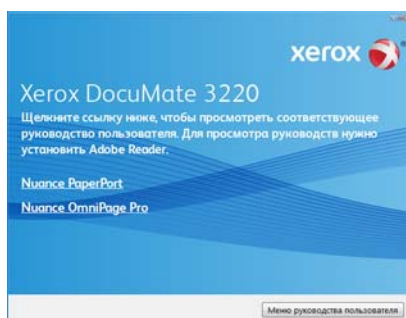 xerox
Xerox DocuMate 3220
Щелкните ссылку ниже, чтобы просмотреть соответствующее
руководство пользователя. Для просмотра руководств нужно
установить Adobe Reader.
Nuance PaperPort
Nuance OmniPage Pro
Меню руководства пользователя